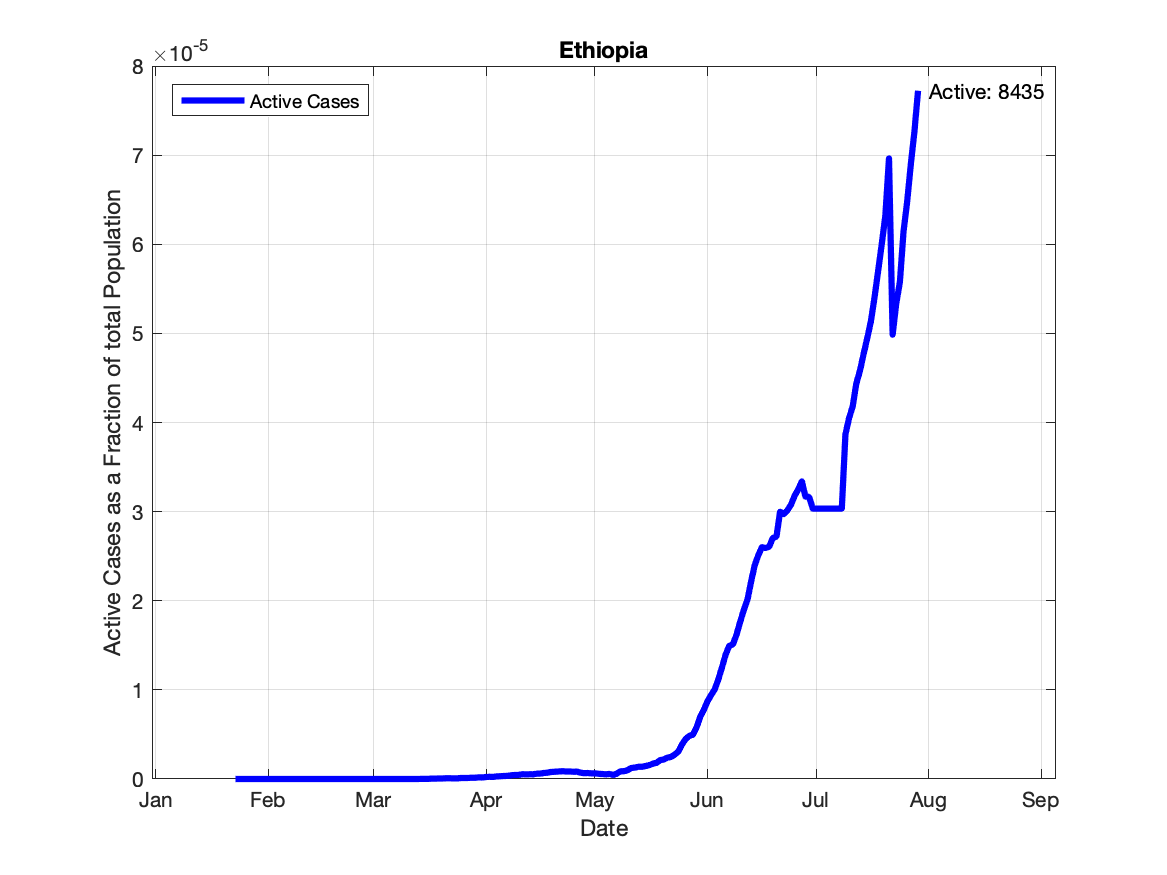 Ethiopia
×10-5
Active Cases
Active: 8435
8
7
6
5
4
3
2
1
0
Active Cases as a Fraction of total Population
Jan Feb Mar Apr May Jun Jul Aug Sep
Date